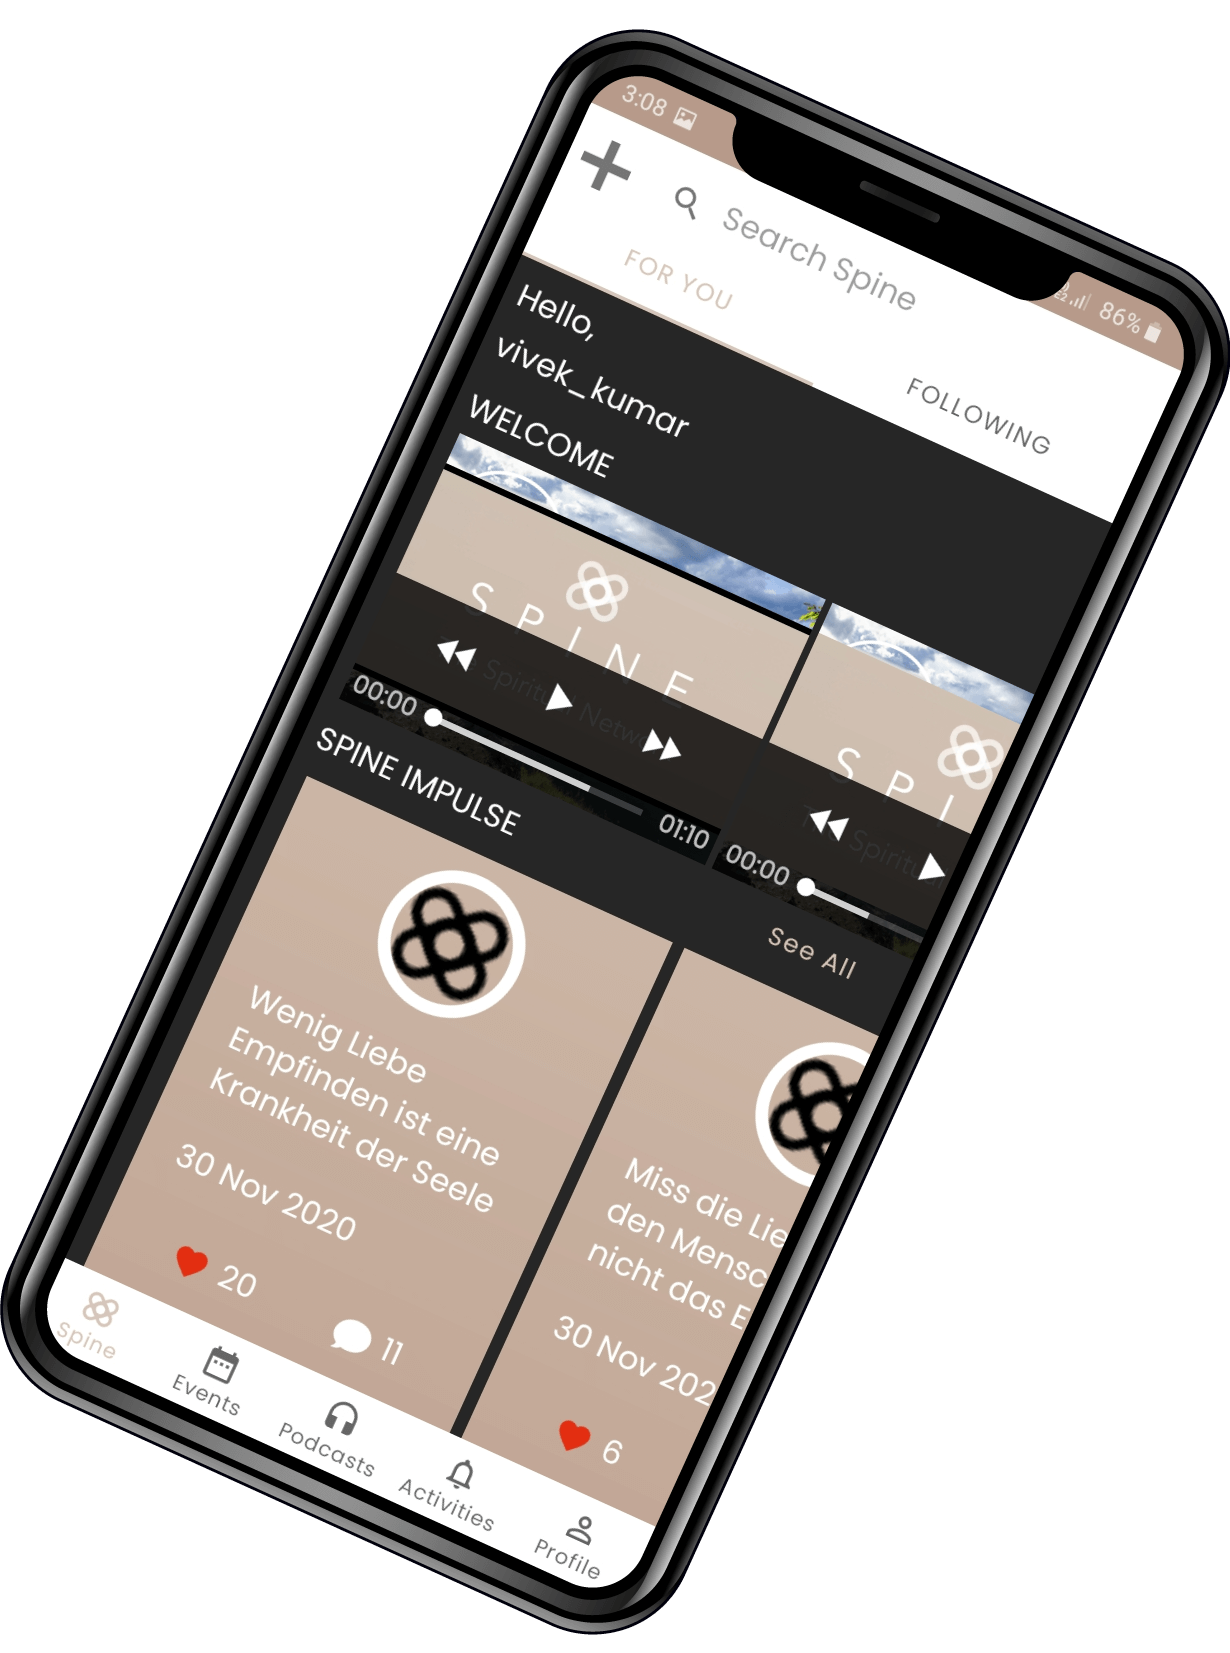 3:08
86%
Search Spine
FOR YOU
FOLLOWING
Hello,
vivek_kumar
WELCOME
SPINE
Spiritual
00:00
01:10
SPI
Spiritual
00:00
SPINE IMPULSE
See All
Wenig Liebe
Empfinden ist eine
Krankheit der Seele
30 Nov 2020
20
11
Miss die Lie
den Mensc
nicht das E
30 Nov 202
6
Spine
Events
Podcasts
Activities
Profile